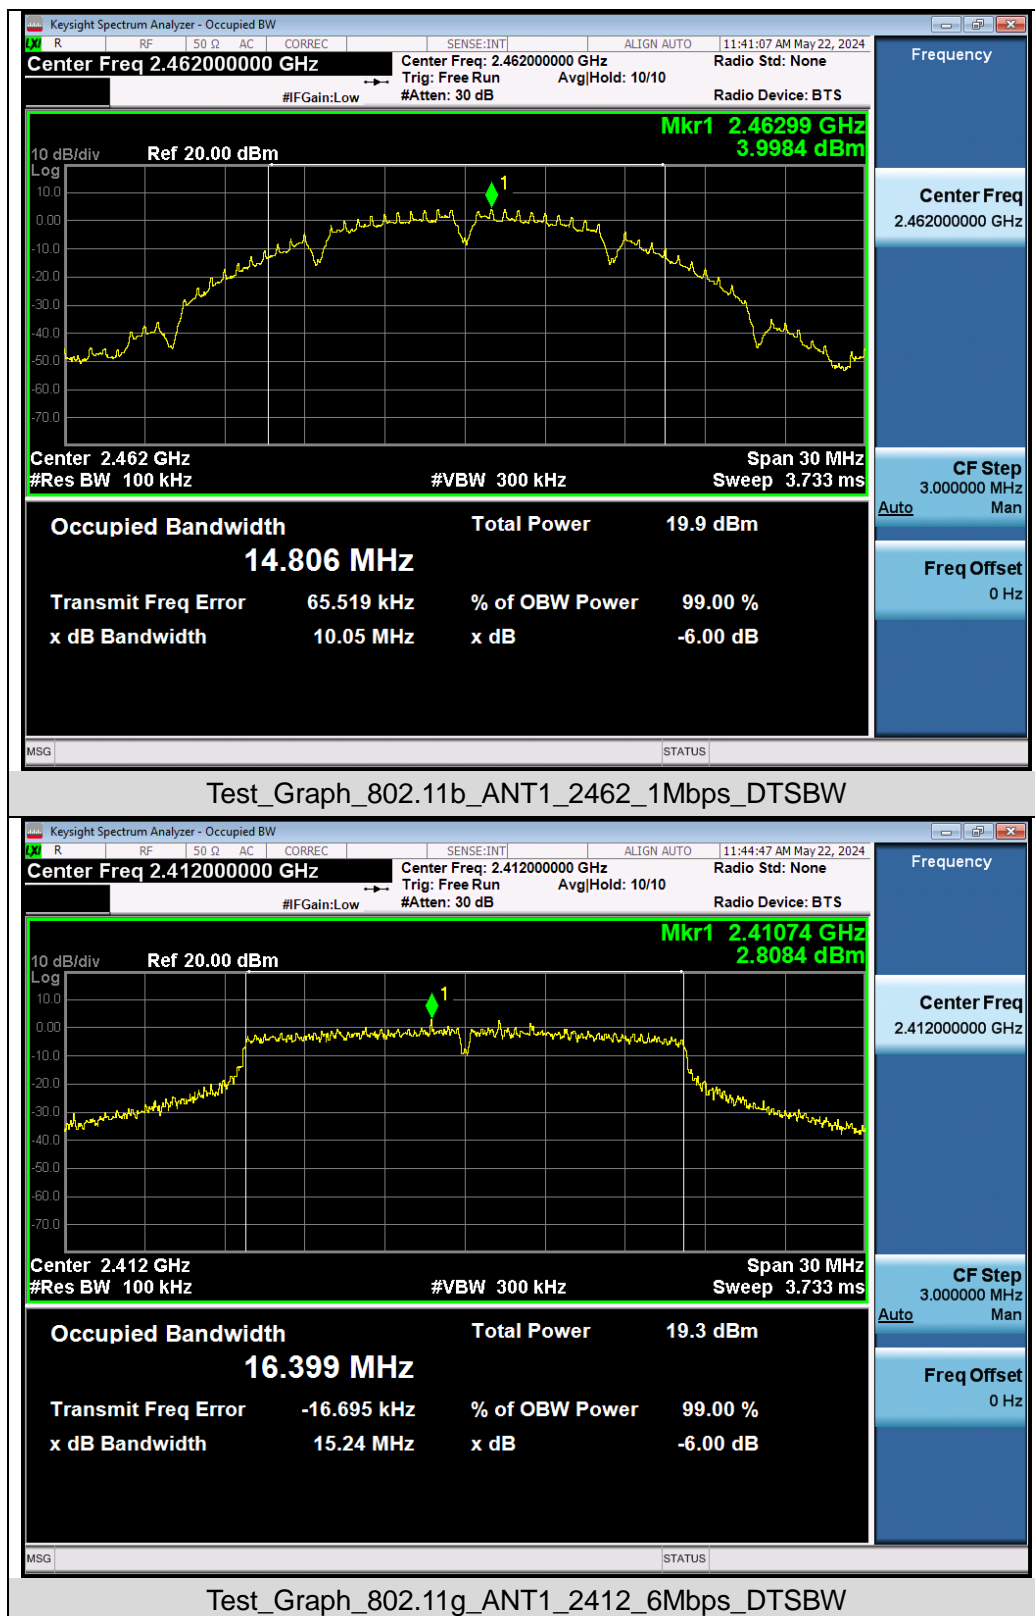 Keysight Spectrum Analyzer - Occupied BW
LXI R RF 50 Ω AC CORREC SENSE:INT ALIGN AUTO 11:41:07 AM May 22, 2024
Center Freq 2.462000000 GHz
Center Freq: 2.462000000 GHz Radio Std: None
Trig: Free Run Avg|Hold: 10/10
#IFGain:Low #Atten: 30 dB Radio Device: BTS
Frequency
Mkr1 2.46299 GHz
3.9984 dBm
10 dB/div Ref 20.00 dBm
Log
10.0
0.00
-10.0
-20.0
-30.0
-40.0
-50.0
-60.0
-70.0
1
Center 2.462 GHz Span 30 MHz
#Res BW 100 kHz #VBW 300 kHz Sweep 3.733 ms
Center Freq
2.462000000 GHz
CF Step
3.000000 MHz
Auto Man
Freq Offset
0 Hz
Occupied Bandwidth Total Power 19.9 dBm
14.806 MHz
Transmit Freq Error 65.519 kHz % of OBW Power 99.00 %
x dB Bandwidth 10.05 MHz x dB -6.00 dB
MSG STATUS
Test_Graph_802.11b_ANT1_2462_1Mbps_DTSBW
Keysight Spectrum Analyzer - Occupied BW
LXI R RF 50 Ω AC CORREC SENSE:INT ALIGN AUTO 11:44:47 AM May 22, 2024
Center Freq 2.412000000 GHz
Center Freq: 2.412000000 GHz Radio Std: None
Trig: Free Run Avg|Hold: 10/10
#IFGain:Low #Atten: 30 dB Radio Device: BTS
Frequency
Mkr1 2.41074 GHz
2.8084 dBm
10 dB/div Ref 20.00 dBm
Log
10.0
0.00
-10.0
-20.0
-30.0
-40.0
-50.0
-60.0
-70.0
1
Center 2.412 GHz Span 30 MHz
#Res BW 100 kHz #VBW 300 kHz Sweep 3.733 ms
Center Freq
2.412000000 GHz
CF Step
3.000000 MHz
Auto Man
Freq Offset
0 Hz
Occupied Bandwidth Total Power 19.3 dBm
16.399 MHz
Transmit Freq Error -16.695 kHz % of OBW Power 99.00 %
x dB Bandwidth 15.24 MHz x dB -6.00 dB
MSG STATUS
Test_Graph_802.11g_ANT1_2412_6Mbps_DTSBW